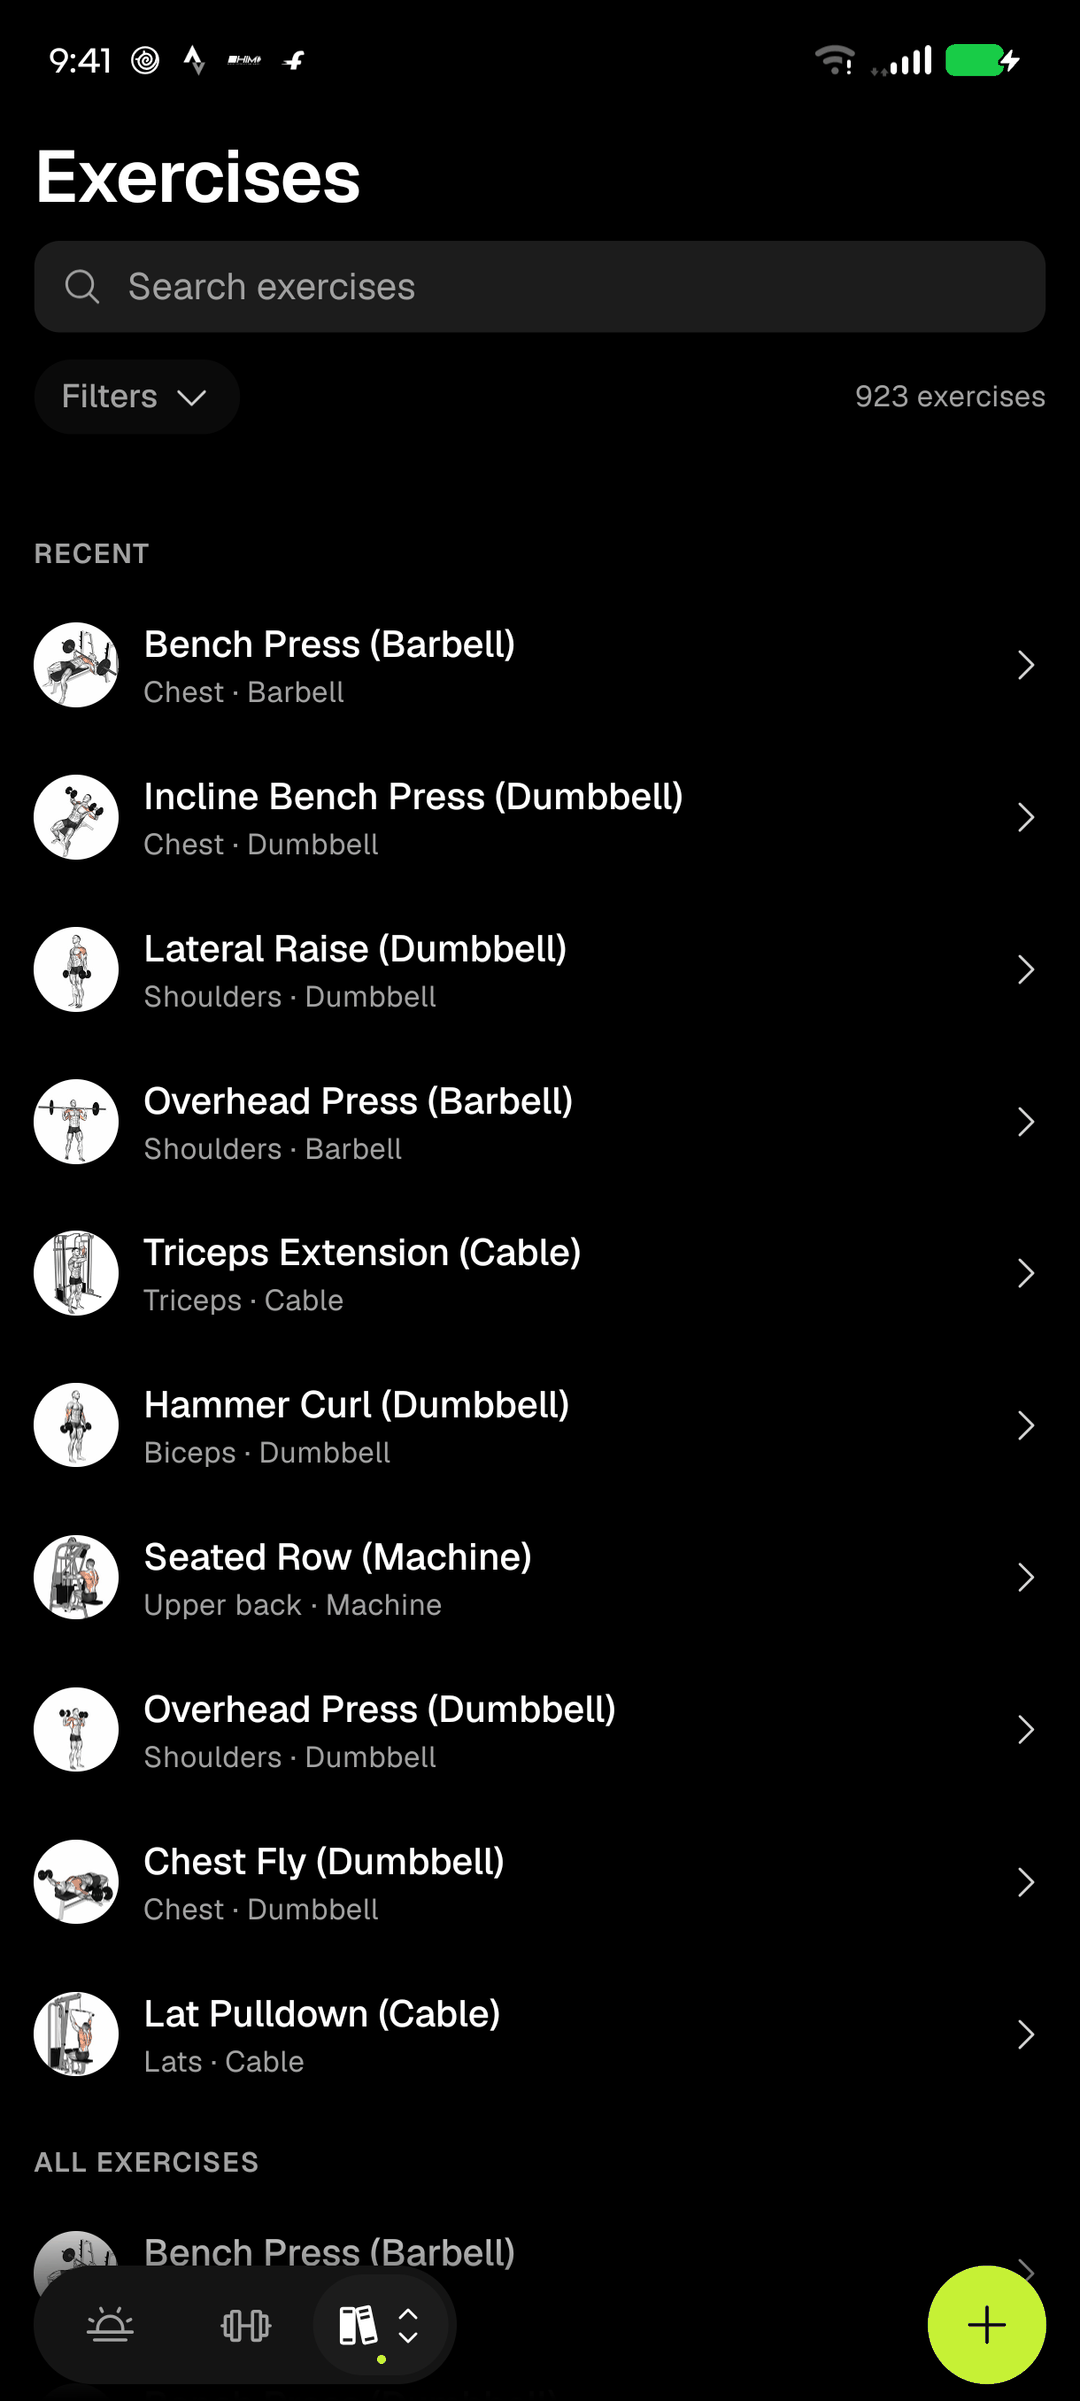 9:41
Exercises
Search exercises
Filters
923 exercises
RECENT
Bench Press (Barbell)
Chest · Barbell
Incline Bench Press (Dumbbell)
Chest · Dumbbell
Lateral Raise (Dumbbell)
Shoulders · Dumbbell
Overhead Press (Barbell)
Shoulders · Barbell
Triceps Extension (Cable)
Triceps · Cable
Hammer Curl (Dumbbell)
Biceps · Dumbbell
Seated Row (Machine)
Upper back · Machine
Overhead Press (Dumbbell)
Shoulders · Dumbbell
Chest Fly (Dumbbell)
Chest · Dumbbell
Lat Pulldown (Cable)
Lats · Cable
ALL EXERCISES
Bench Press (Barbell)